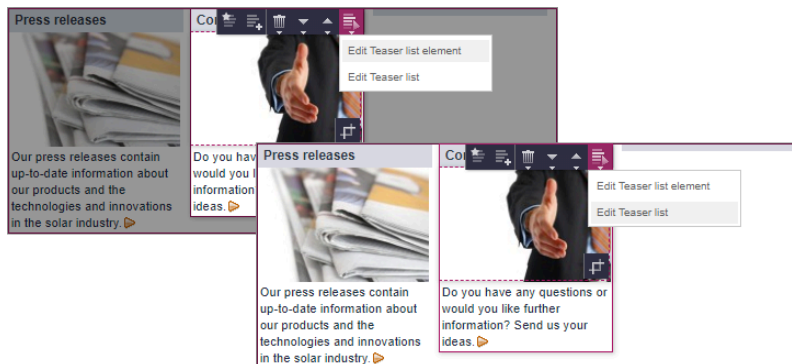 Press releases
Co
Edit Teaser list element
Edit Teaser list
Our press releases contain
up-to-date information about
our products and the
technologies and innovations
in the solar industry.
Do you hav
would you l
information
ideas.
Press releases
Co
Edit Teaser list element
Edit Teaser list
Our press releases contain
up-to-date information about
our products and the
technologies and innovations
in the solar industry.
Do you have any questions or
would you like further
information? Send us your
ideas.